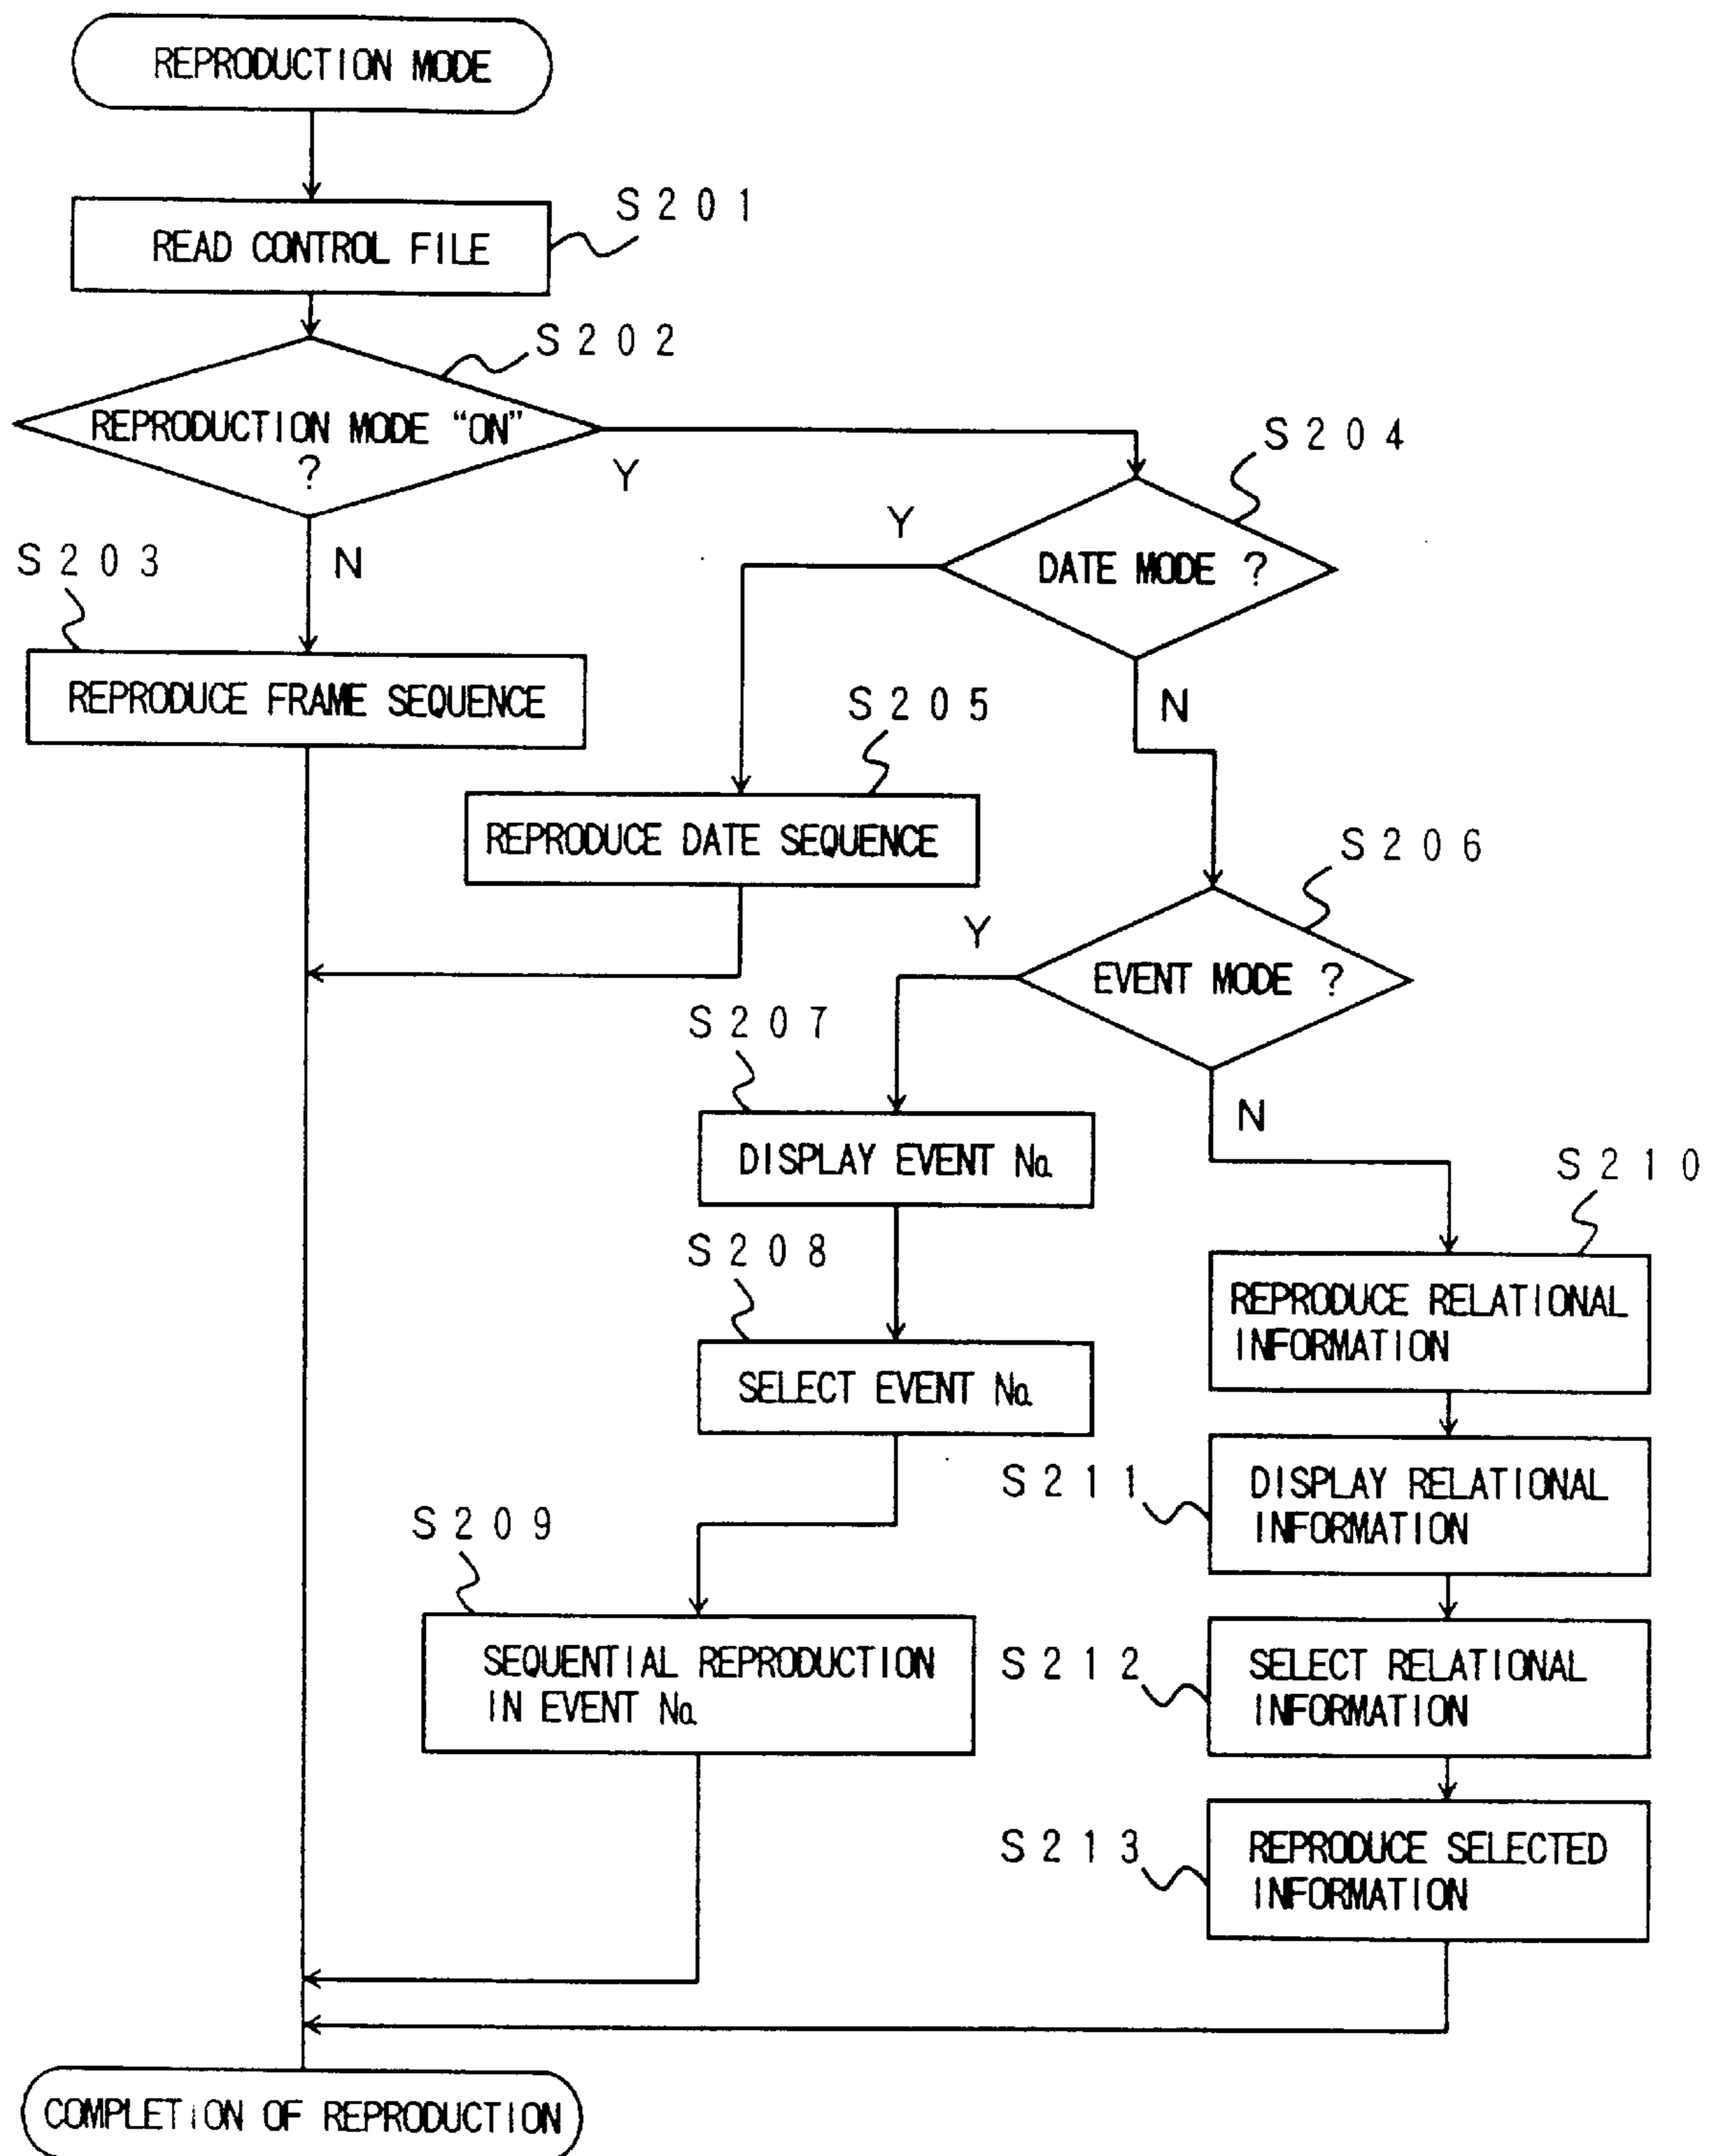 REPRODUCTION MODE
S201
READ CONTROL FILE
S202
REPRODUCTION MODE "ON"
?
Y
S204
Y
DATE MODE ?
S203
N
REPRODUCE FRAME SEQUENCE
S205
N
REPRODUCE DATE SEQUENCE
S206
Y
EVENT MODE ?
S207
N
DISPLAY EVENT No.
S210
S208
REPRODUCE RELATIONAL
INFORMATION
SELECT EVENT No.
S211
DISPLAY RELATIONAL
INFORMATION
S209
SEQUENTIAL REPRODUCTION
IN EVENT No.
S212
SELECT RELATIONAL
INFORMATION
S213
REPRODUCE SELECTED
INFORMATION
COMPLETION OF REPRODUCTION